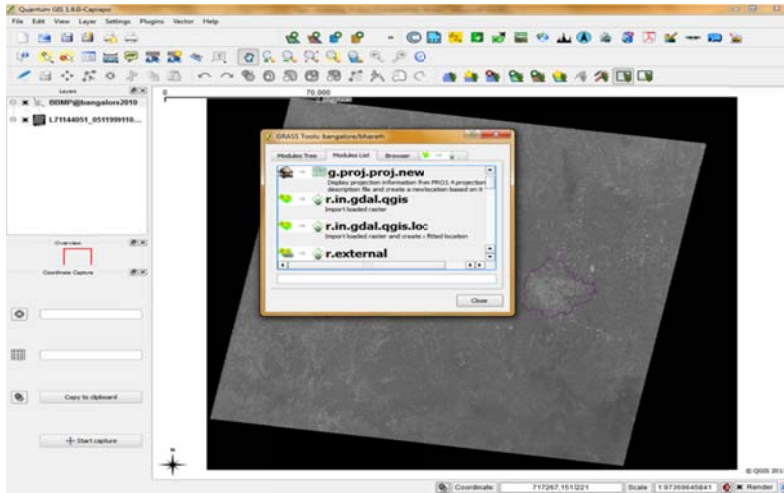 Quantum GIS 1.6.0-Capiapo
File Edit View Layer Settings Plugins Vector Help
Layers
BBMP@bangalore2010
L71144051_0511999110...
Overview
Coordinate Capture
Copy to clipboard
Start capture
0 70,000
GRASS Tools: bangalore/bharath
Modules Tree Modules List Browser
g.proj.proj.new
Display projection information from PROJ.4 projection
description file and create a new location based on it
r.in.gdal.qgis
Import loaded raster
r.in.gdal.qgis.loc
Import loaded raster and create a fitted location
r.external
Close
N
© QGIS 201
Coordinate: 717267,1511221 Scale 1:97369645841 Render